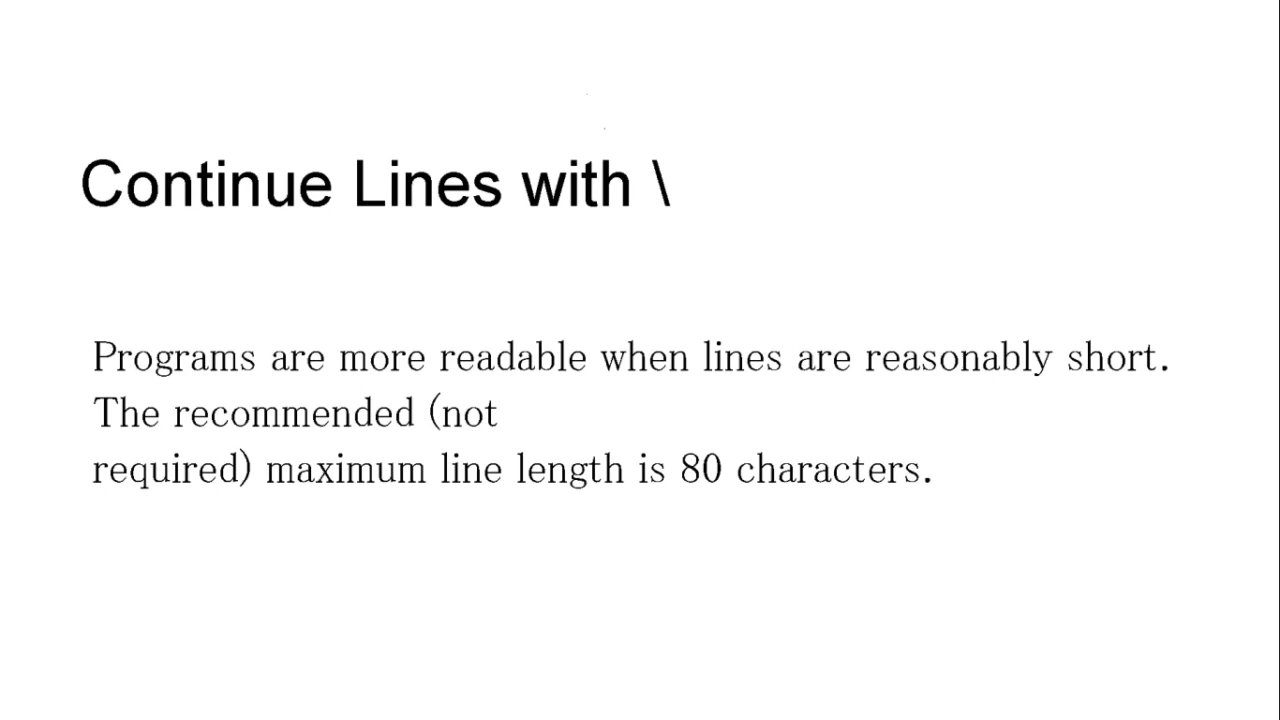 Continue Lines with \
Programs are more readable when lines are reasonably short.
The recommended (not
required) maximum line length is 80 characters.